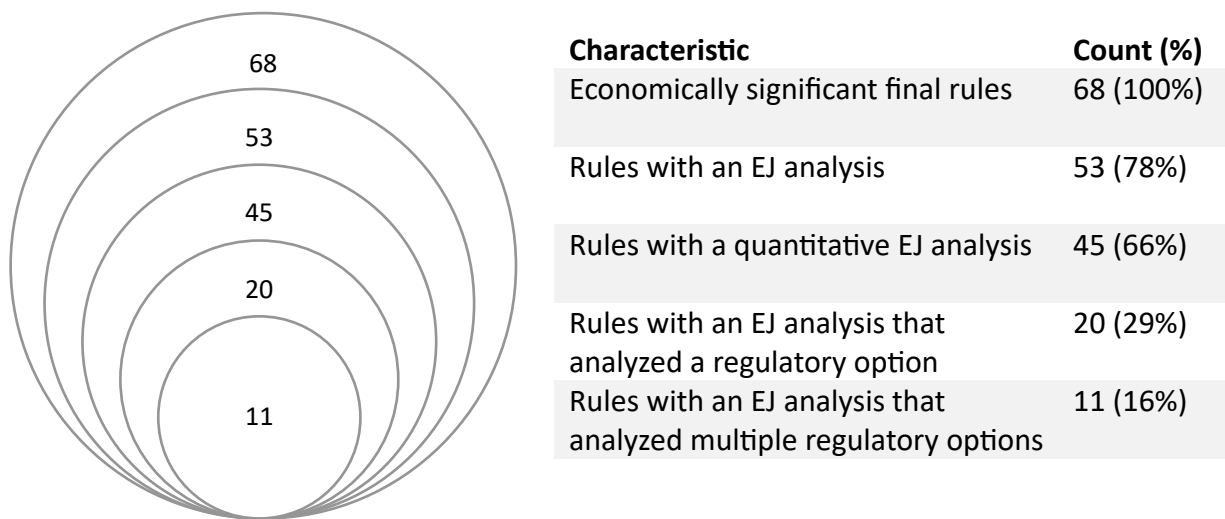 68
53
45
20
11
Characteristic Count (%)
Economically significant final rules 68 (100%)
Rules with an EJ analysis 53 (78%)
Rules with a quantitative EJ analysis 45 (66%)
Rules with an EJ analysis that 20 (29%)
analyzed a regulatory option
Rules with an EJ analysis that 11 (16%)
analyzed multiple regulatory options